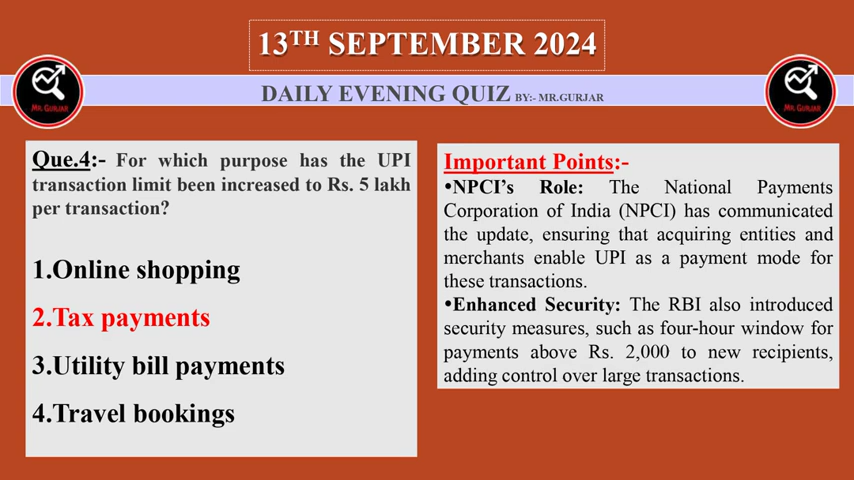 13TH SEPTEMBER 2024
MR.GURJAR
DAILY EVENING QUIZ BY:- MR.GURJAR
MR.GURJAR
Que.4:- For which purpose has the UPI
transaction limit been increased to Rs. 5 lakh
per transaction?
1.Online shopping
2.Tax payments
3.Utility bill payments
4.Travel bookings
Important Points:-
•NPCI’s Role: The National Payments
Corporation of India (NPCI) has communicated
the update, ensuring that acquiring entities and
merchants enable UPI as a payment mode for
these transactions.
•Enhanced Security: The RBI also introduced
security measures, such as four-hour window for
payments above Rs. 2,000 to new recipients,
adding control over large transactions.